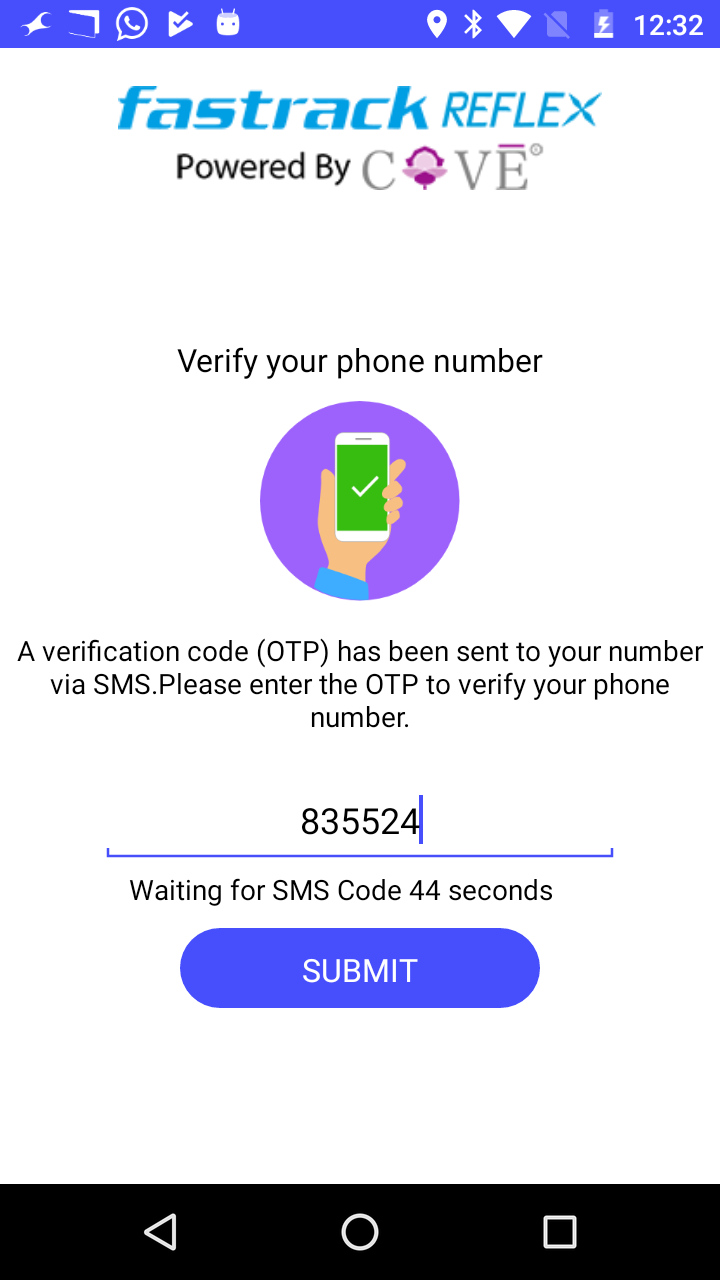 12:32
fastrack REFLEX
Powered By COVĒ®
Verify your phone number
A verification code (OTP) has been sent to your number
via SMS.Please enter the OTP to verify your phone
number.
835524
Waiting for SMS Code 44 seconds
SUBMIT